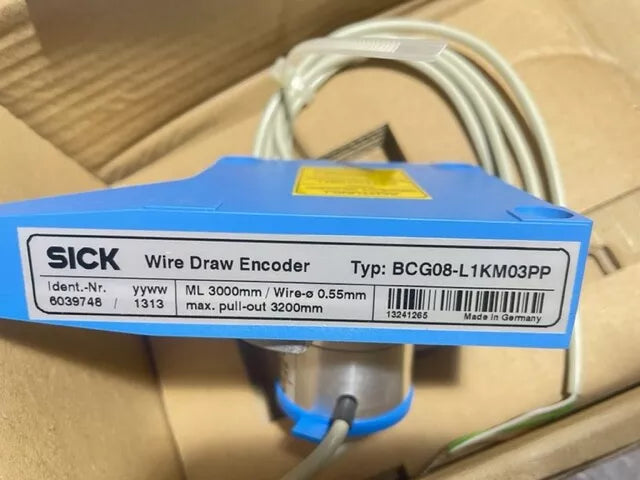 SICK Wire Draw Encoder Typ: BCG08-L1KM03PP
Ident.-Nr. yyww ML 3000mm / Wire-ø 0.55mm
6039748 / 1313 max. pull-out 3200mm 13241265 Made in Germany